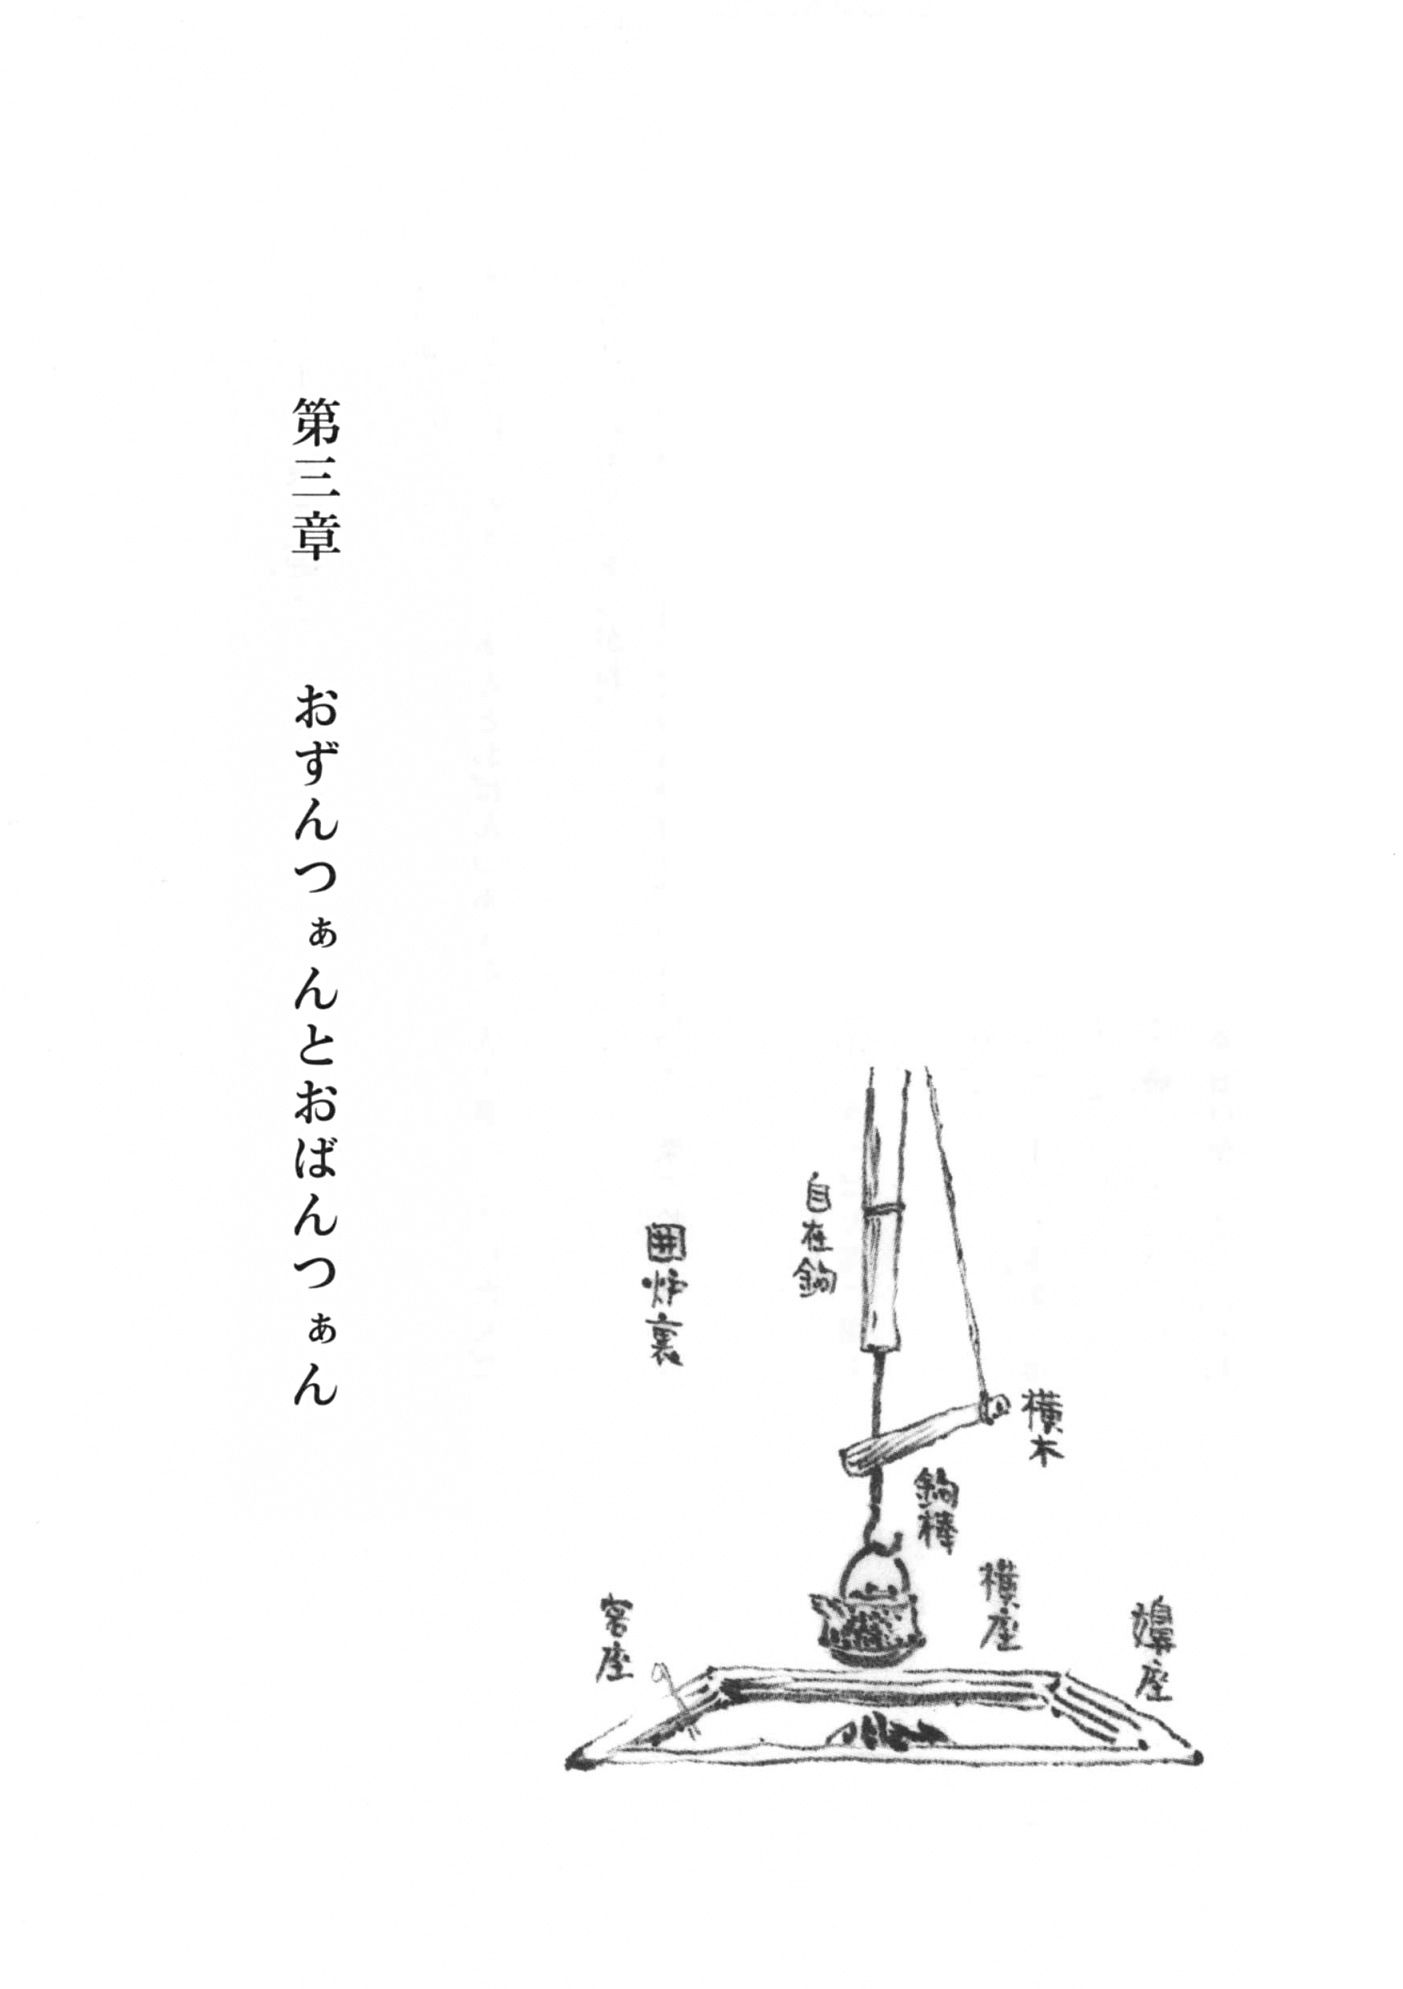 横木
嬶座
横座
鉤棒
自在鉤
囲炉裏
客座
第三章　おずんつぁんとおばんつぁん